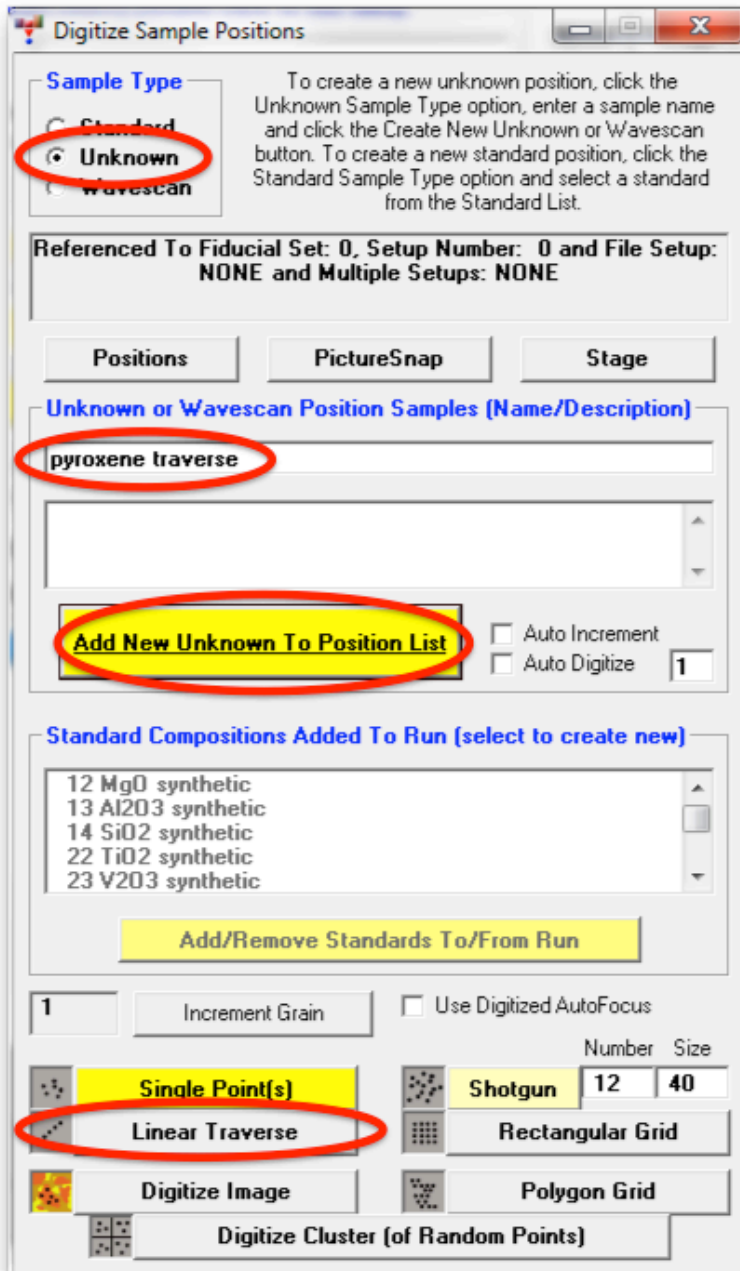 Digitize Sample Positions
Sample Type
Standard
Unknown
Wavescan
To create a new unknown position, click the
Unknown Sample Type option, enter a sample name
and click the Create New Unknown or Wavescan
button. To create a new standard position, click the
Standard Sample Type option and select a standard
from the Standard List.
Referenced To Fiducial Set: 0, Setup Number: 0 and File Setup:
NONE and Multiple Setups: NONE
Positions
PictureSnap
Stage
Unknown or Wavescan Position Samples (Name/Description)
pyroxene traverse
Add New Unknown To Position List
Auto Increment
Auto Digitize 1
Standard Compositions Added To Run (select to create new)
12 MgO synthetic
13 Al2O3 synthetic
14 SiO2 synthetic
22 TiO2 synthetic
23 V2O3 synthetic
Add/Remove Standards To/From Run
1 Increment Grain
Use Digitized AutoFocus
Number Size
Single Point(s)
Shotgun 12 40
Linear Traverse
Rectangular Grid
Digitize Image
Polygon Grid
Digitize Cluster (of Random Points)